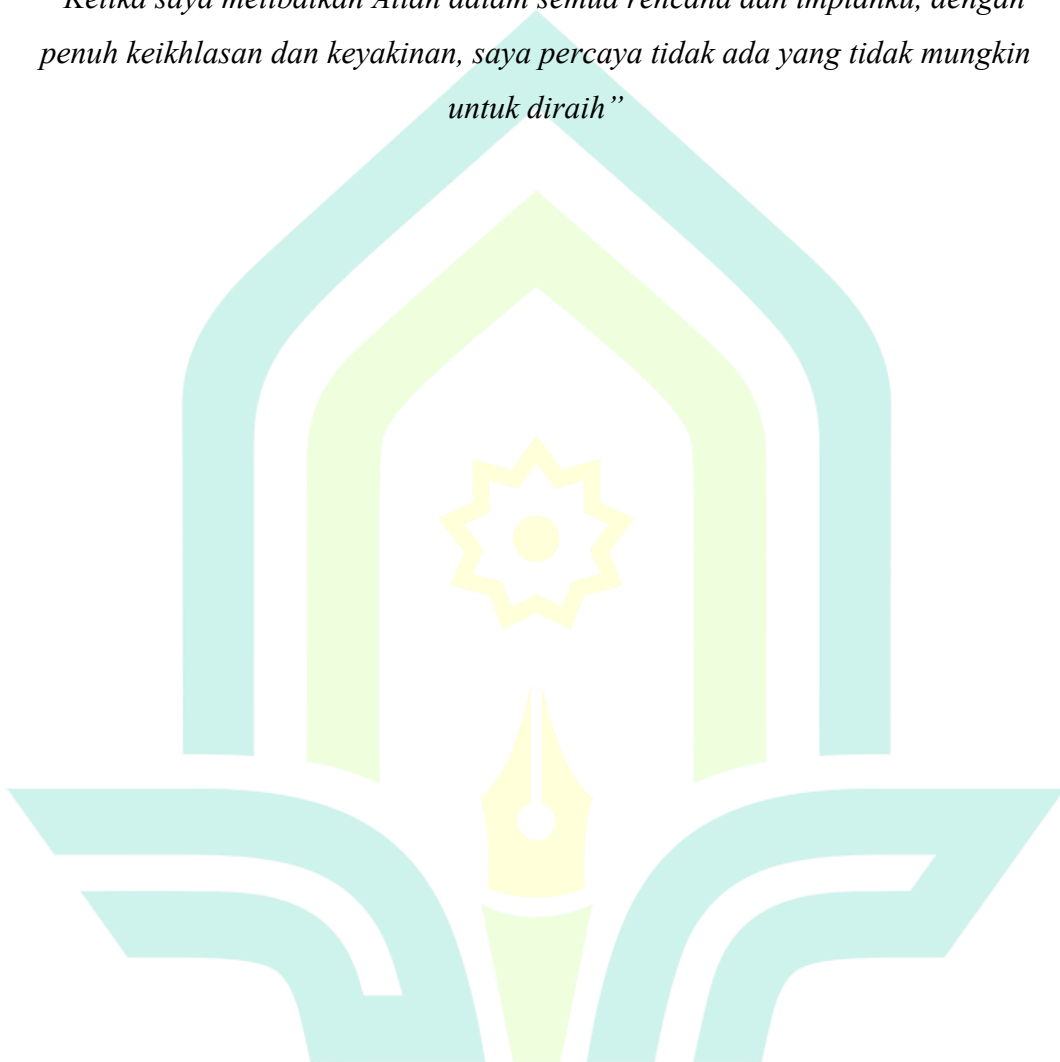 Ketika saya melibatkan Allah dalam semua rencana dan impianku, dengan
penuh keikhlasan dan keyakinan, saya percaya tidak ada yang tidak mungkin
untuk diraih”